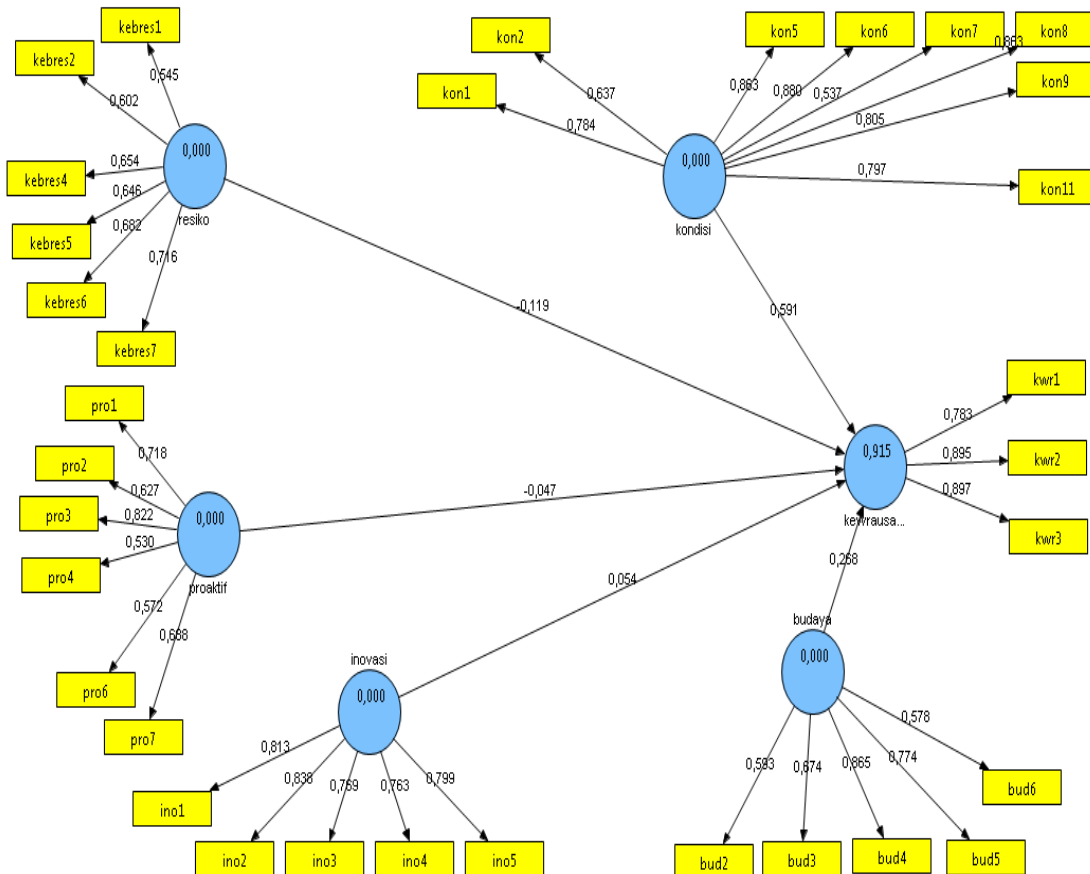 kebres1
kebres2
0,602
0,000
kebres4
0,654
kebres5
0,646
resiko
kebres6
0,682
kebres7
0,716
kon2
kon1
0,637
0,784
kon5
kon6
kon7
kon8
kon9
kon11
0,863
0,880
0,537
0,805
0,797
0,000
kondisi
-0,119
0,591
pro1
pro2
pro3
pro4
pro6
pro7
0,718
0,627
0,822
0,530
0,572
0,688
0,000
proaktif
-0,047
0,054
0,268
0,915
kewrausa...
kwr1
kwr2
kwr3
0,783
0,895
0,897
inovasi
0,000
0,813
0,838
0,763
0,799
ino1
ino2
ino3
ino4
ino5
budaya
0,000
0,593
0,674
0,865
0,774
0,578
bud2
bud3
bud4
bud5
bud6